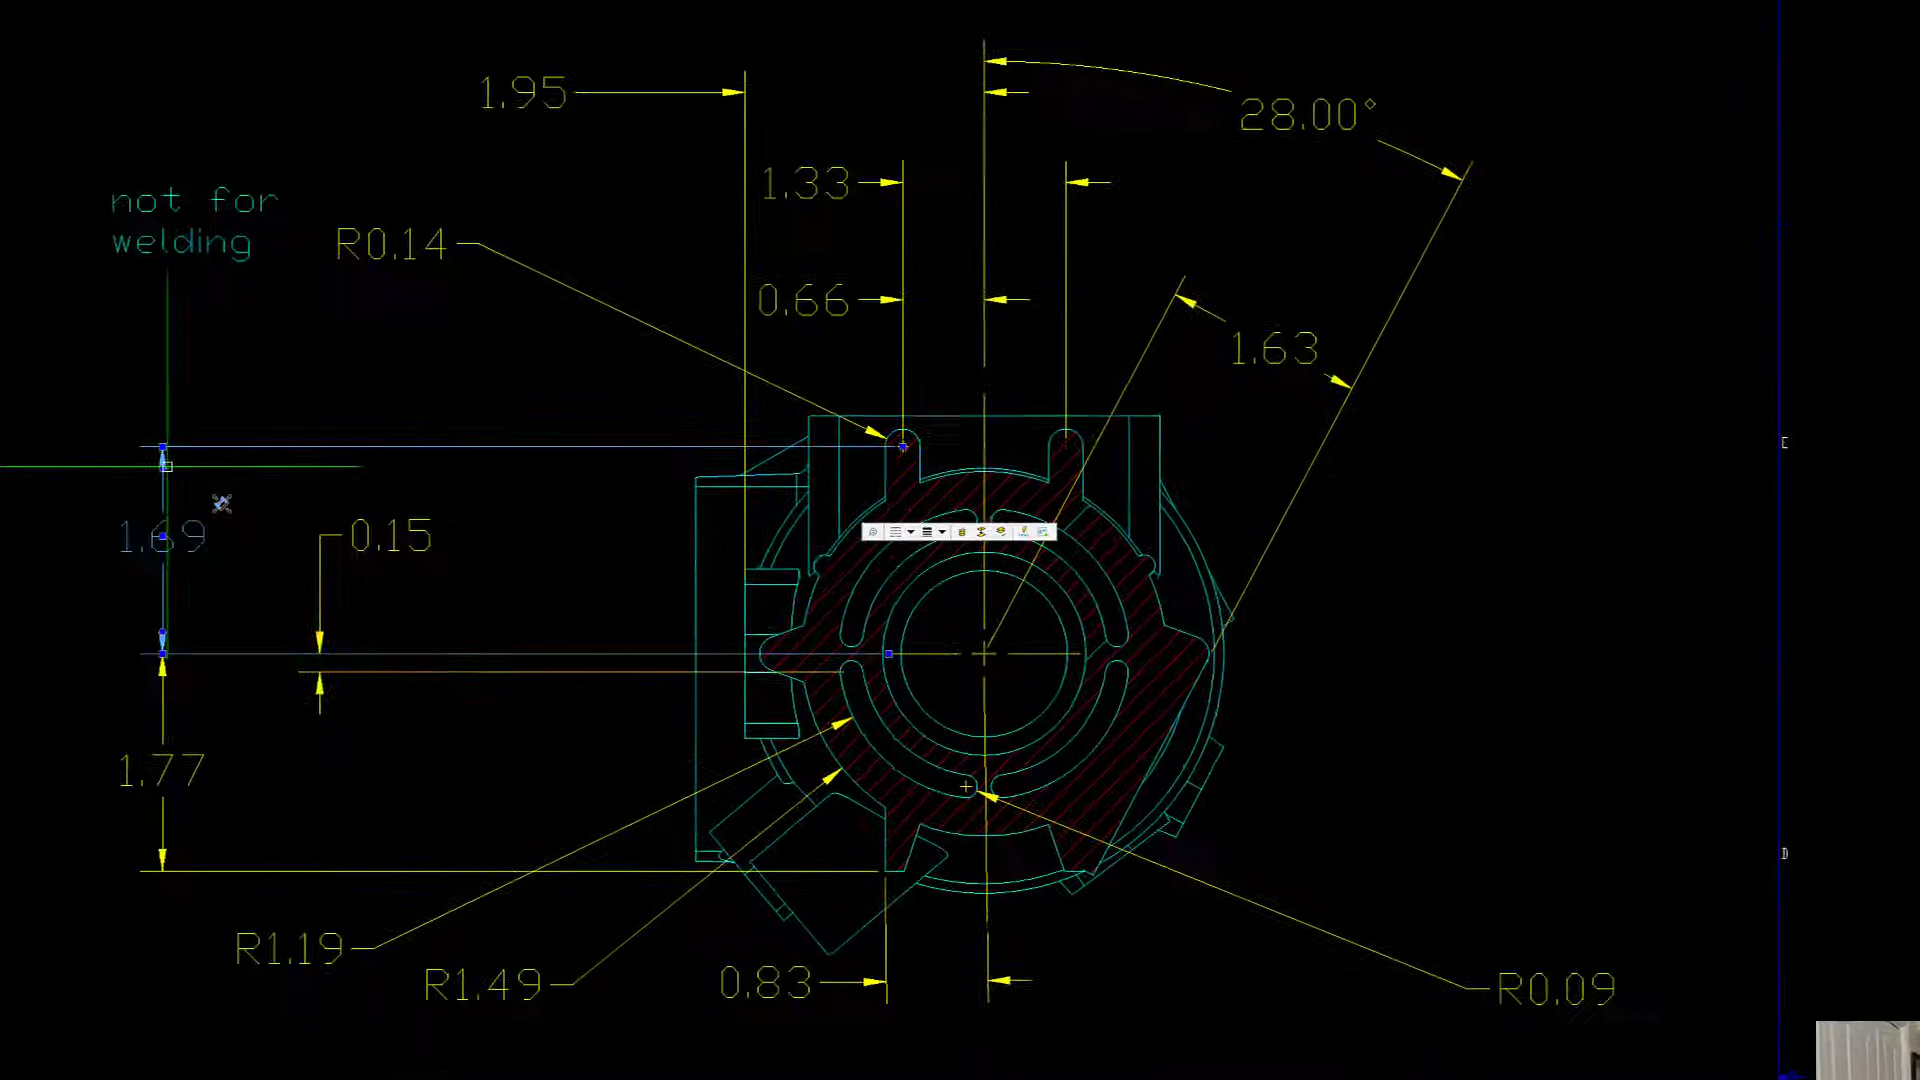 1.95
28.00°
1.33
not for
welding
R0.14
0.66
1.63
1.69
0.15
1.77
R1.19
R1.49
0.83
R0.09
D